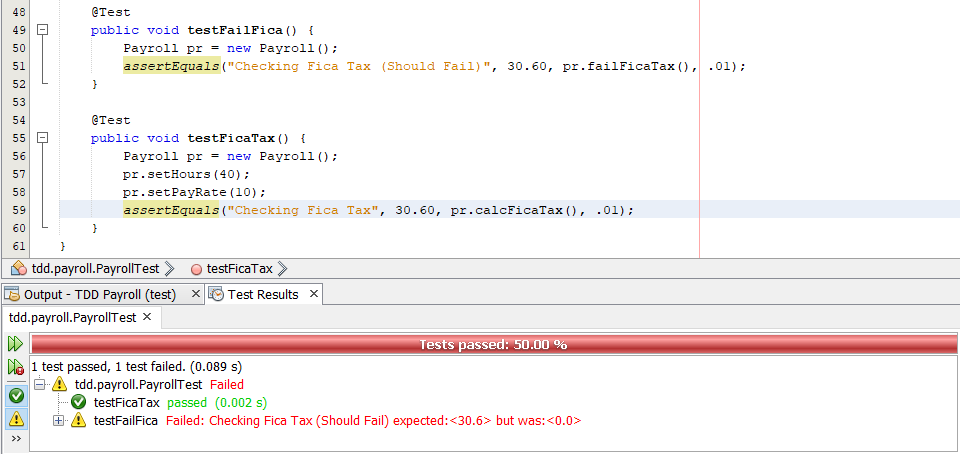 48 @Test
49 public void testFailFica() {
50 Payroll pr = new Payroll();
51 assertEquals("Checking Fica Tax (Should Fail)", 30.60, pr.failFicaTax(), .01);
52 }
53
54 @Test
55 public void testFicaTax() {
56 Payroll pr = new Payroll();
57 pr.setHours(40);
58 pr.setPayRate(10);
59 assertEquals("Checking Fica Tax", 30.60, pr.calcFicaTax(), .01);
60 }
61 }
tdd.payroll.PayrollTest testFicaTax
Output - TDD Payroll (test) Test Results
tdd.payroll.PayrollTest
Tests passed: 50.00 %
1 test passed, 1 test failed. (0.089 s)
tdd.payroll.PayrollTest Failed
testFicaTax passed (0.002 s)
testFailFica Failed: Checking Fica Tax (Should Fail) expected:<30.6> but was:<0.0>